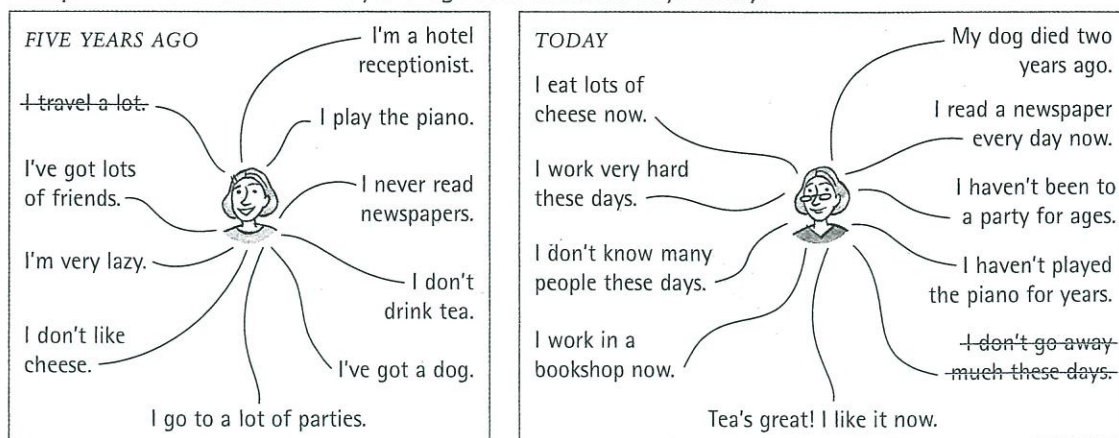 FIVE YEARS AGO
I'm a hotel
receptionist.
I travel a lot.
I play the piano.
I've got lots
of friends.
I never read
newspapers.
I'm very lazy.
I don't
drink tea.
I don't like
cheese.
I've got a dog.
I go to a lot of parties.
TODAY
My dog died two
years ago.
I eat lots of
cheese now.
I read a newspaper
every day now.
I work very hard
these days.
I haven't been to
a party for ages.
I don't know many
people these days.
I haven't played
the piano for years.
I work in a
bookshop now.
I don't go away
much these days.
Tea's great! I like it now.